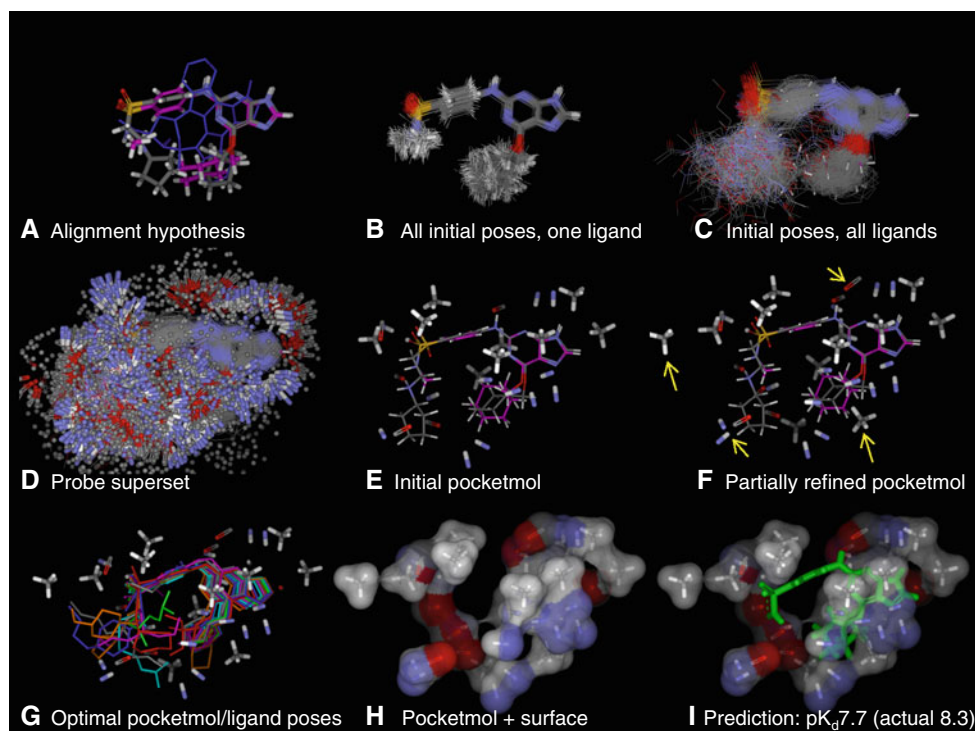 A Alignment hypothesis
B All initial poses, one ligand
C Initial poses, all ligands
D Probe superset
E Initial pocketmol
F Partially refined pocketmol
G Optimal pocketmol/ligand poses
H Pocketmol + surface
I Prediction: pKd7.7 (actual 8.3)